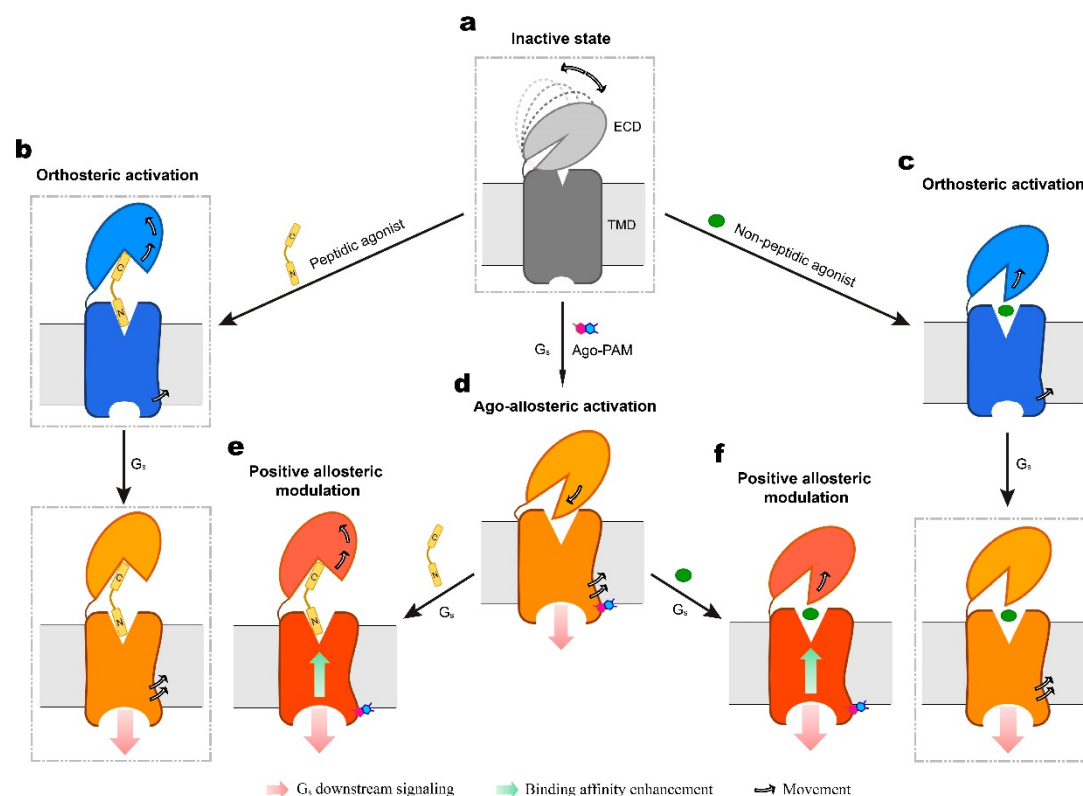 a
Inactive state
ECD
TMD
b
Orthosteric activation
C
N
C
N
Peptidic agonist
Non-peptidic agonist
c
Orthosteric activation
Gₛ
Ago-PAM
d
Ago-allosteric activation
Gₛ
Gₛ
e
Positive allosteric
modulation
f
Positive allosteric
modulation
C
N
Gₛ
Gₛ
C
N
C
N
Gₛ downstream signaling
Binding affinity enhancement
Movement